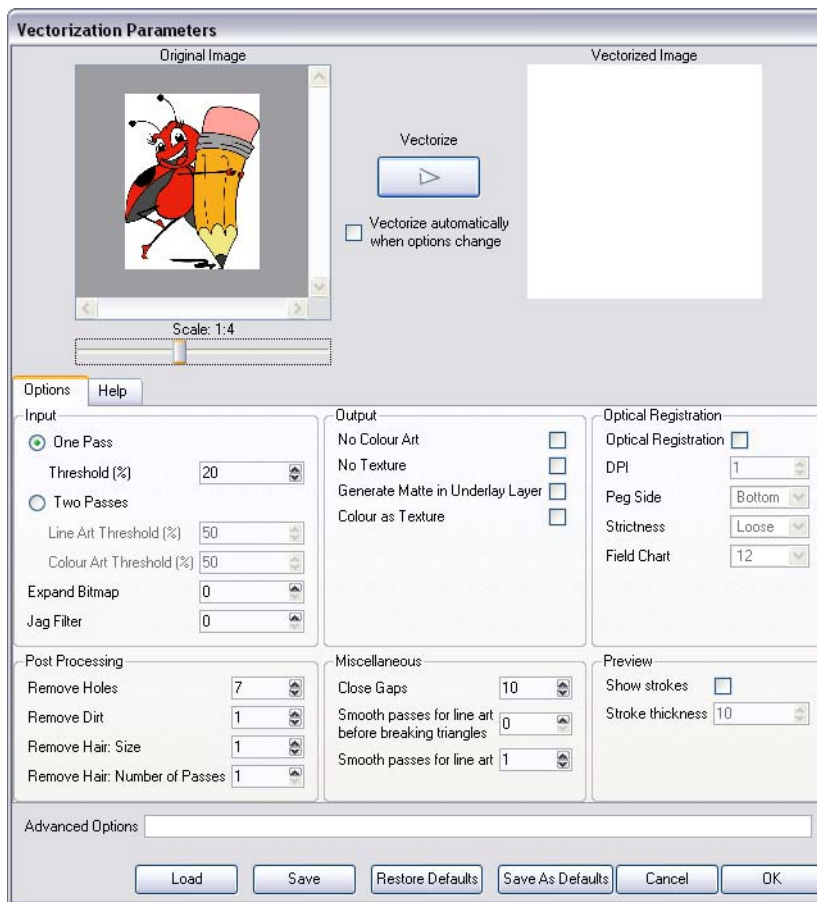 Vectorization Parameters
Original Image
Vectorized Image
Vectorize
Vectorize automatically
when options change
Scale: 1:4
Options
Help
Input
One Pass
Threshold (%) 20
Two Passes
Line Art Threshold (%) 50
Colour Art Threshold (%) 50
Expand Bitmap 0
Jag Filter 0
Output
No Colour Art
No Texture
Generate Matte in Underlay Layer
Colour as Texture
Optical Registration
Optical Registration
DPI 1
Peg Side Bottom
Strictness Loose
Field Chart 12
Post Processing
Remove Holes 7
Remove Dirt 1
Remove Hair: Size 1
Remove Hair: Number of Passes 1
Miscellaneous
Close Gaps 10
Smooth passes for line art
before breaking triangles 0
Smooth passes for line art 1
Preview
Show strokes
Stroke thickness 10
Advanced Options
Load
Save
Restore Defaults
Save As Defaults
Cancel
OK